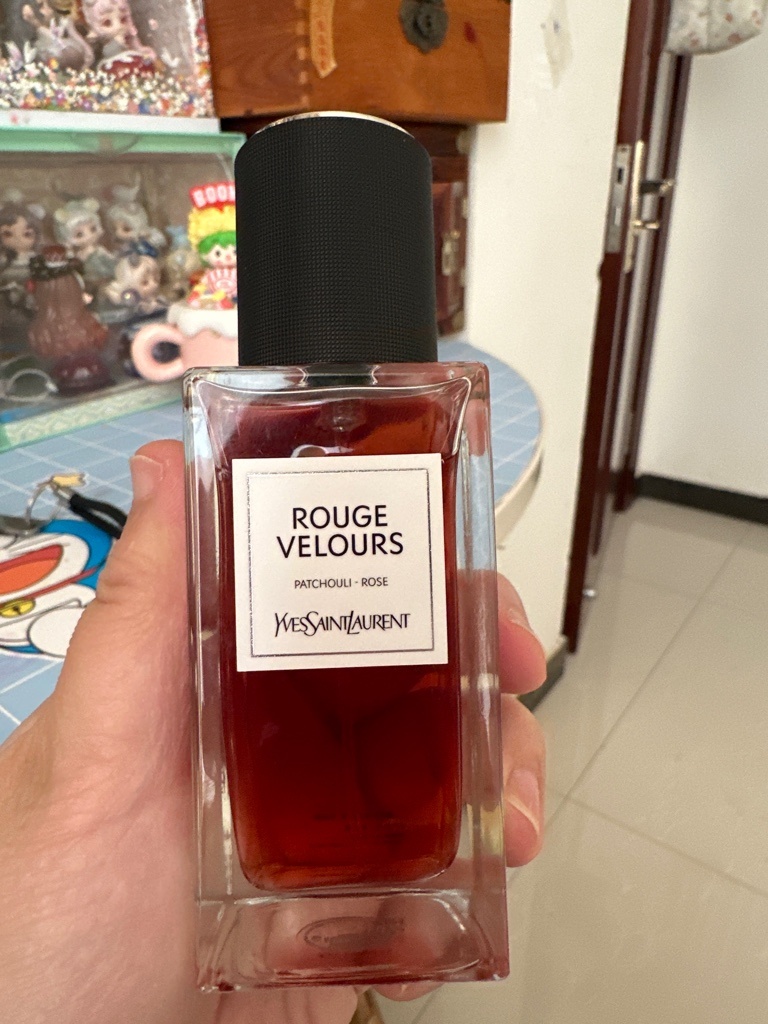 ROUGE
VELOURS
PATCHOULI - ROSE
YVESSAINTLAURENT